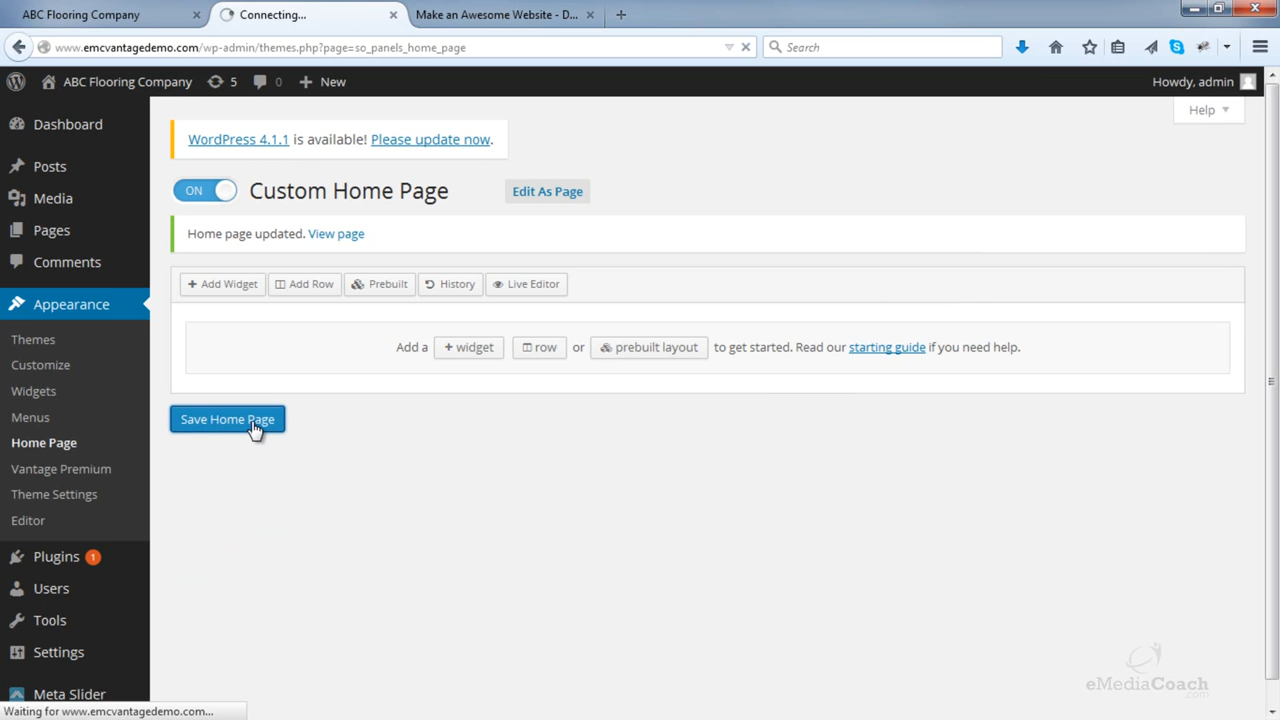 ABC Flooring Company
Connecting...
Make an Awesome Website - D...
www.emcvantagedemo.com/wp-admin/themes.php?page=so_panels_home_page
Search
ABC Flooring Company
5
0
New
Howdy, admin
Help
Dashboard
Posts
Media
Pages
Comments
Appearance
Themes
Customize
Widgets
Menus
Home Page
Vantage Premium
Theme Settings
Editor
Plugins 1
Users
Tools
Settings
Meta Slider
WordPress 4.1.1 is available! Please update now.
ON Custom Home Page Edit As Page
Home page updated. View page
Add Widget Add Row Prebuilt History Live Editor
Add a + widget row or prebuilt layout to get started. Read our starting guide if you need help.
Save Home Page
eMediaCoach
.com
Waiting for www.emcvantagedemo.com...